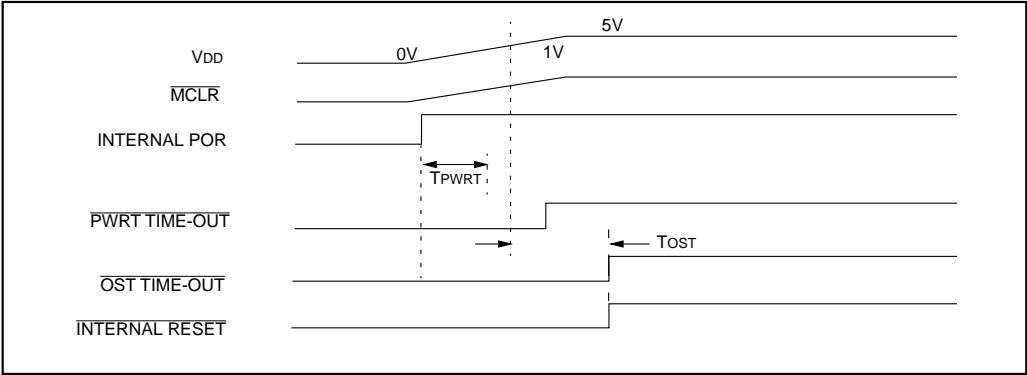 5V
VDD 0V 1V
MCLR
INTERNAL POR
TPWRT
PWRT TIME-OUT
TOST
OST TIME-OUT
INTERNAL RESET